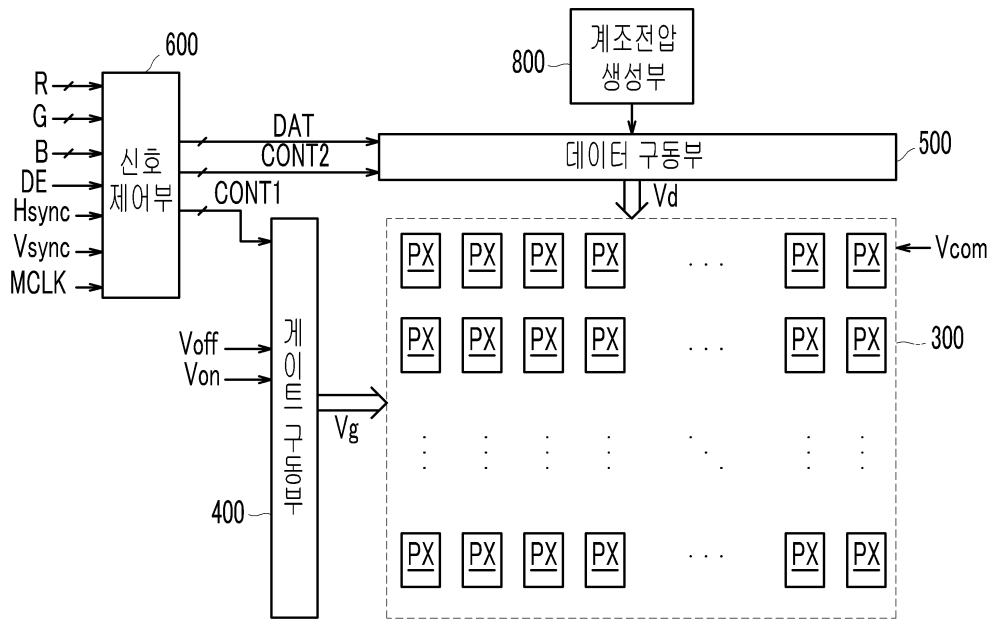 600
R
G
B
DE
Hsync
Vsync
MCLK
신호
제어부
DAT
CONT2
CONT1
800
계조전압
생성부
데이터 구동부
500
Vd
Vcom
Voff
Von
게이트 구동부
400
Vg
300
PX PX PX PX ... PX PX
PX PX PX PX ... PX PX
PX PX PX PX ... PX PX